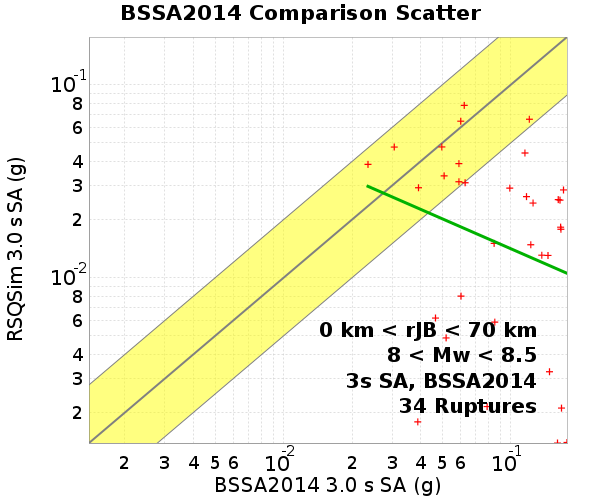 BSSA2014 Comparison Scatter
RSQSim 3.0 s SA (g)
10-1
8
6
4
3
2
10-2
8
6
4
3
2
0 km < rJB < 70 km
8 < Mw < 8.5
3s SA, BSSA2014
34 Ruptures
2 3 4 5 6 10-2 2 3 4 5 6 10-1
BSSA2014 3.0 s SA (g)